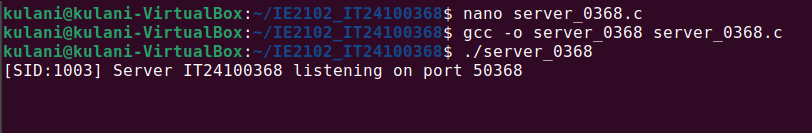 kulani@kulani-VirtualBox:~/IE2102_IT24100368$ nano server_0368.c
kulani@kulani-VirtualBox:~/IE2102_IT24100368$ gcc -o server_0368 server_0368.c
kulani@kulani-VirtualBox:~/IE2102_IT24100368$ ./server_0368
[SID:1003] Server IT24100368 listening on port 50368